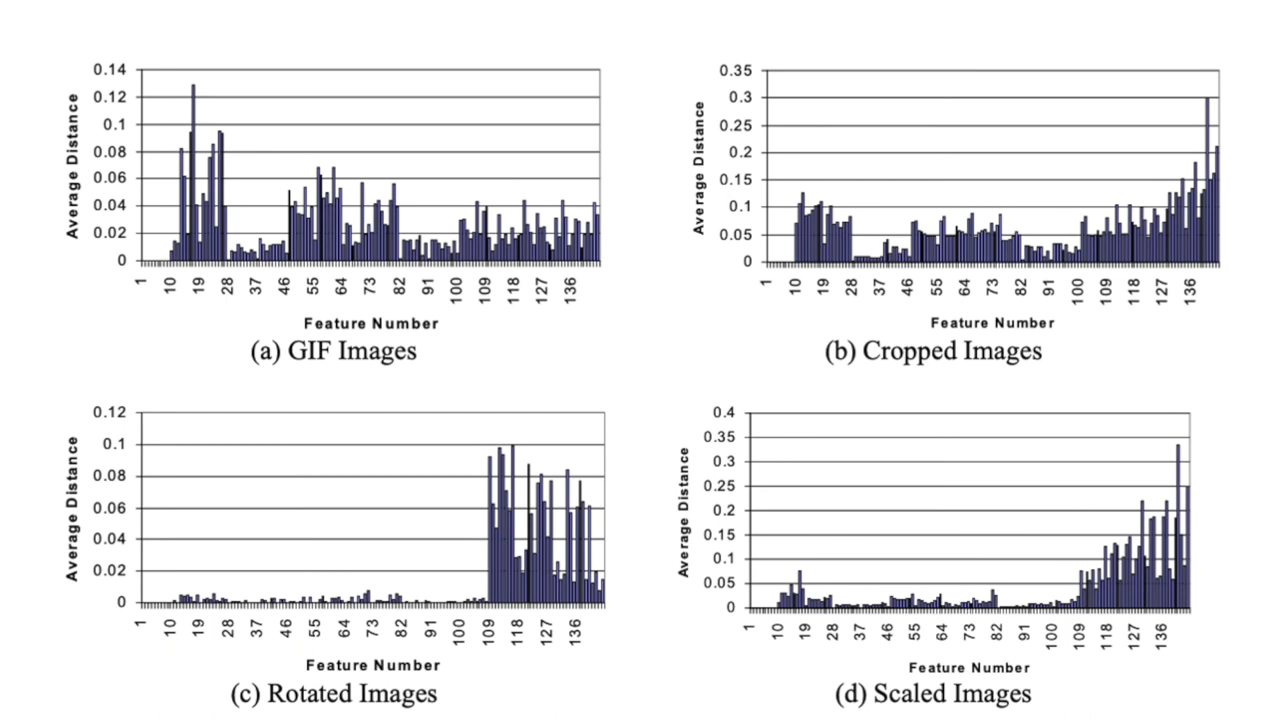 0.14
0.12
0.1
0.08
0.06
0.04
0.02
0
Average Distance
1 10 19 28 37 46 55 64 73 82 91 100 109 118 127 136
Feature Number
(a) GIF Images
0.35
0.3
0.25
0.2
0.15
0.1
0.05
0
Average Distance
1 10 19 28 37 46 55 64 73 82 91 100 109 118 127 136
Feature Number
(b) Cropped Images
0.12
0.1
0.08
0.06
0.04
0.02
0
Average Distance
1 10 19 28 37 46 55 64 73 82 91 100 109 118 127 136
Feature Number
(c) Rotated Images
0.4
0.35
0.3
0.25
0.2
0.15
0.1
0.05
0
Average Distance
1 10 19 28 37 46 55 64 73 82 91 100 109 118 127 136
Feature Number
(d) Scaled Images